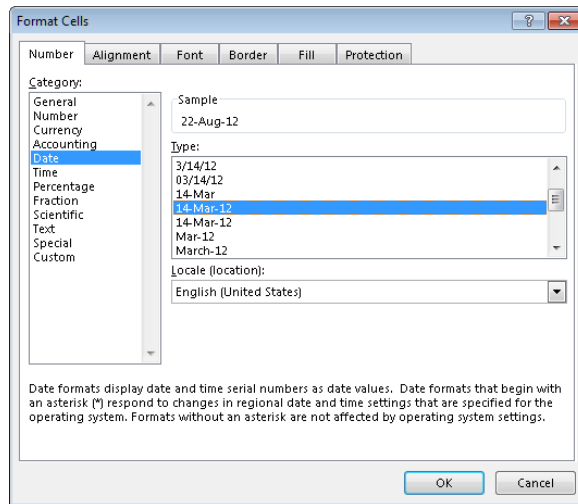 Format Cells
Number Alignment Font Border Fill Protection
Category:
General
Number
Currency
Accounting
Date
Time
Percentage
Fraction
Scientific
Text
Special
Custom
Sample
22-Aug-12
Type:
3/14/12
03/14/12
14-Mar
14-Mar-12
14-Mar-12
Mar-12
March-12
Locale (location):
English (United States)
Date formats display date and time serial numbers as date values. Date formats that begin with
an asterisk (*) respond to changes in regional date and time settings that are specified for the
operating system. Formats without an asterisk are not affected by operating system settings.
OK Cancel